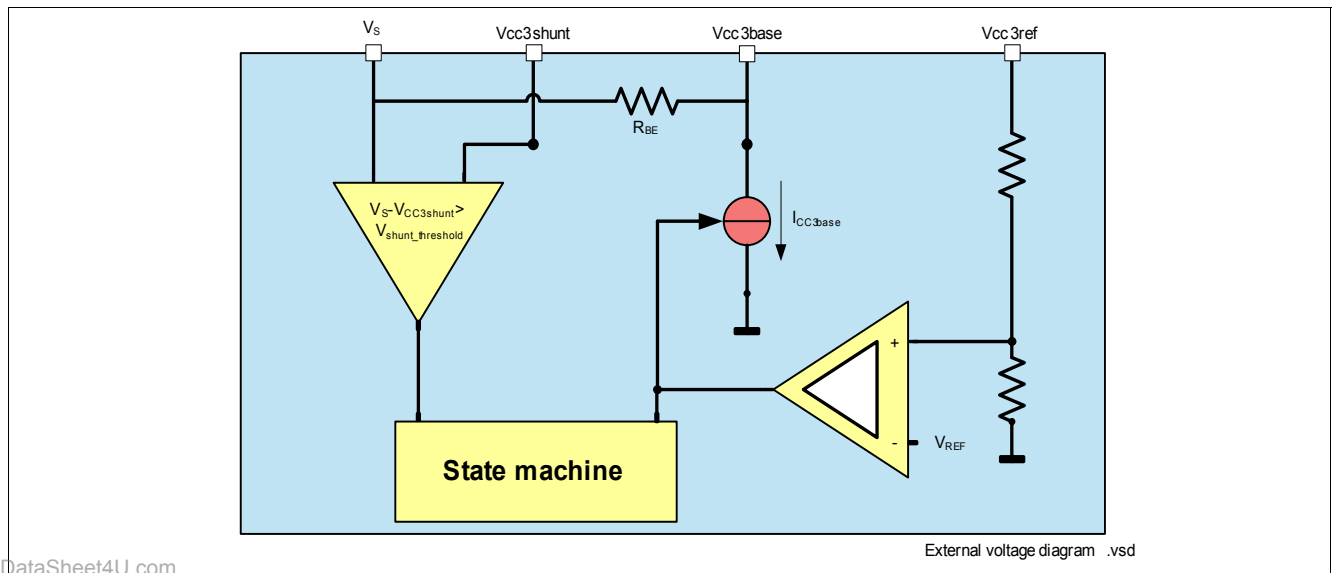 VS
Vcc3shunt
Vcc3base
Vcc3ref
RBE
VS-VCC3shunt>
Vshunt_threshold
ICC3base
+
-
VREF
State machine
External voltage diagram .vsd
DataSheet4U.com